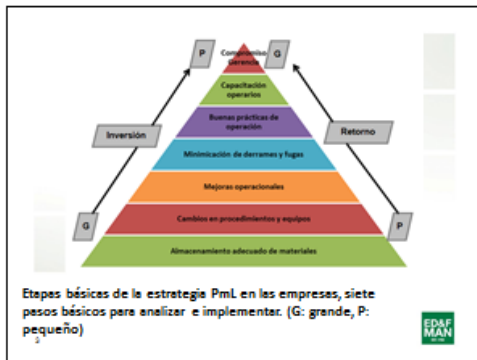 P
G
Compromiso
Gerencia
Capacitación
operarios
Buenas prácticas de
operación
Inversión
Retorno
Minimización de derrames y fugas
Mejoras operacionales
G
P
Cambios en procedimientos y equipos
Almacenamiento adecuado de materiales
Etapas básicas de la estrategia PmL en las empresas, siete
pasos básicos para analizar e implementar. (G: grande, P:
pequeño)
ED&F
MAN